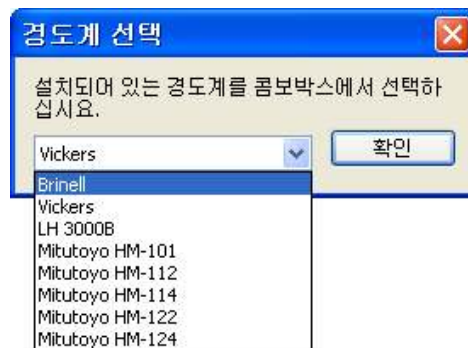 경도계 선택
설치되어 있는 경도계를 콤보박스에서 선택하
십시요.
Vickers
확인
Brinell
Vickers
LH 3000B
Mitutoyo HM-101
Mitutoyo HM-112
Mitutoyo HM-114
Mitutoyo HM-122
Mitutoyo HM-124